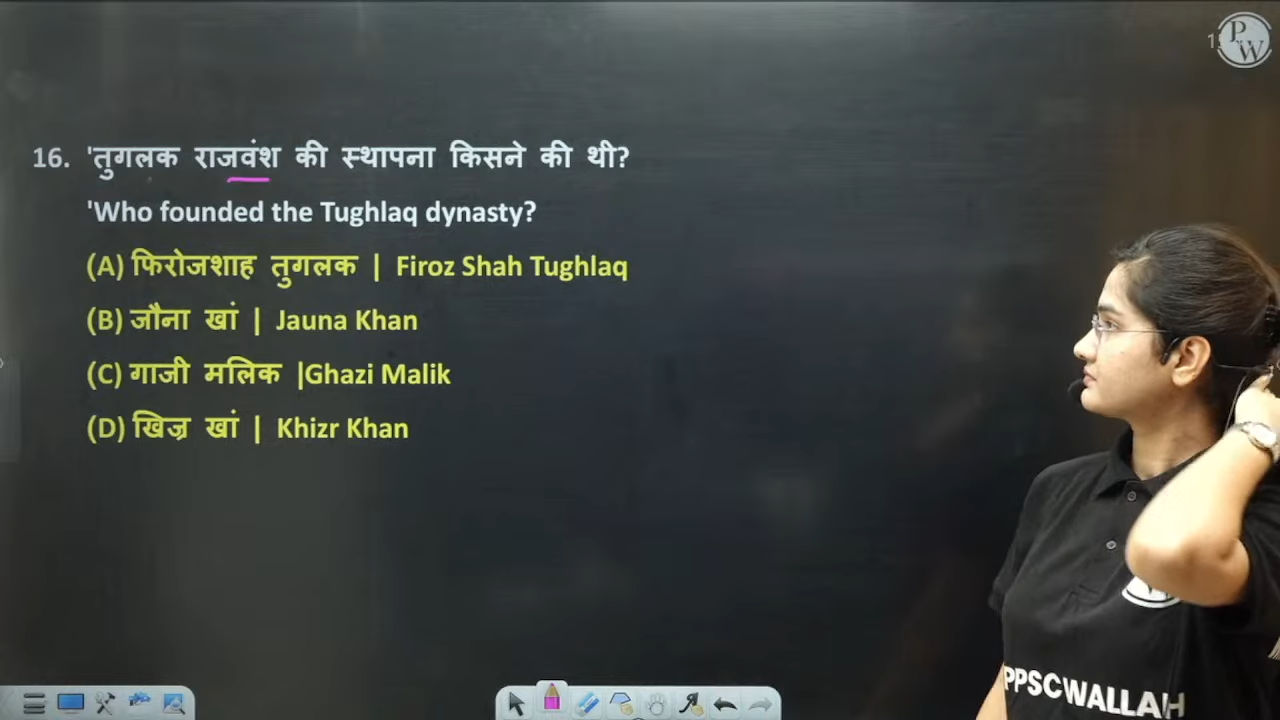 PW
16. 'तुगलक राजवंश की स्थापना किसने की थी?
'Who founded the Tughlaq dynasty?
(A) फिरोजशाह तुगलक | Firoz Shah Tughlaq
(B) जौना खां | Jauna Khan
(C) गाजी मलिक |Ghazi Malik
(D) खिज्र खां | Khizr Khan
PPSCWALLAH